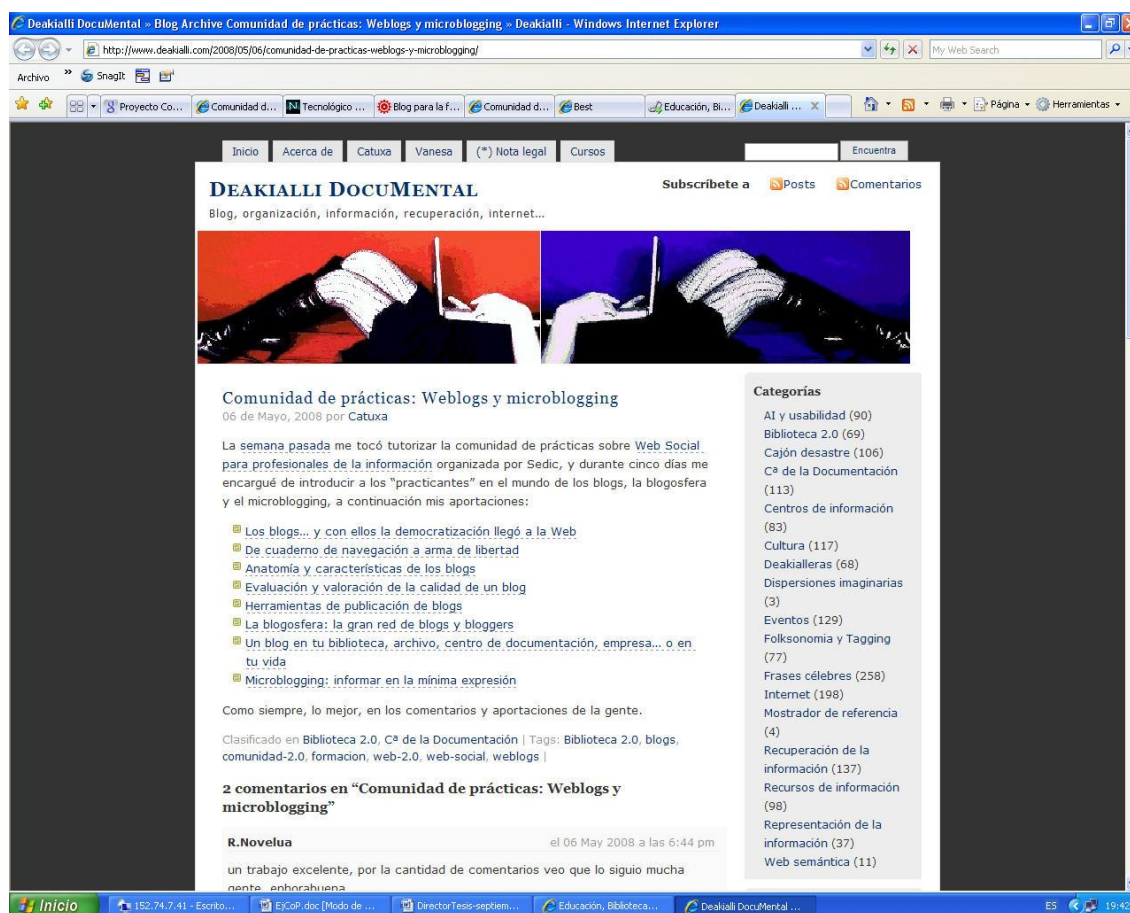 Deakialli DocuMental » Blog Archive Comunidad de prácticas: Weblogs y microblogging » Deakialli - Windows Internet Explorer
http://www.deakialli.com/2008/05/06/comunidad-de-practicas-weblogs-y-microblogging/
My Web Search
Archivo » SnagIt
Proyecto Co... Comunidad d... Tecnológico ... Blog para la f... Comunidad d... Best Educación, Bi... Deakialli ... Página Herramientas
Inicio Acerca de Catuxa Vanesa (*) Nota legal Cursos Encuentra
DEAKIALLI DOCUMENTAL
Subscríbete a Posts Comentarios
Blog, organización, información, recuperación, internet...
Comunidad de prácticas: Weblogs y microblogging
06 de Mayo, 2008 por Catuxa
La semana pasada me tocó tutorizar la comunidad de prácticas sobre Web Social
para profesionales de la información organizada por Sedic, y durante cinco días me
encargué de introducir a los “practicantes” en el mundo de los blogs, la blogosfera
y el microblogging, a continuación mis aportaciones:
Los blogs... y con ellos la democratización llegó a la Web
De cuaderno de navegación a arma de libertad
Anatomía y características de los blogs
Evaluación y valoración de la calidad de un blog
Herramientas de publicación de blogs
La blogosfera: la gran red de blogs y bloggers
Un blog en tu biblioteca, archivo, centro de documentación, empresa... o en
tu vida
Microblogging: informar en la mínima expresión
Como siempre, lo mejor, en los comentarios y aportaciones de la gente.
Clasificado en Biblioteca 2.0, Cª de la Documentación | Tags: Biblioteca 2.0, blogs,
comunidad-2.0, formacion, web-2.0, web-social, weblogs |
2 comentarios en “Comunidad de prácticas: Weblogs y
microblogging”
R.Novelua el 06 May 2008 a las 6:44 pm
un trabajo excelente, por la cantidad de comentarios veo que lo siguio mucha
gente, enhorabuena
Categorías
AI y usabilidad (90)
Biblioteca 2.0 (69)
Cajón desastre (106)
Cª de la Documentación
(113)
Centros de información
(83)
Cultura (117)
Deakialleras (68)
Dispersiones imaginarias
(3)
Eventos (129)
Folksonomia y Tagging
(77)
Frases célebres (258)
Internet (198)
Mostrador de referencia
(4)
Recuperación de la
información (137)
Recursos de información
(98)
Representación de la
información (37)
Web semántica (11)
Inicio 152.74.7.41 - Escrito... EjCoP.doc [Modo de ... DirectorTesis-septiem... Educación, Biblioteca... Deakialli DocuMental ... ES 19:42